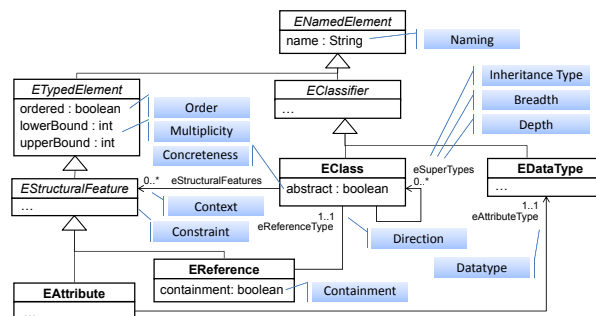 ENamedElement
name : String
Naming
ETypedElement
ordered : boolean
lowerBound : int
upperBound : int
EClassifier
...
Inheritance Type
Breadth
Depth
Order
Multiplicity
Concreteness
EClass
abstract : boolean
eSuperTypes
0..*
EDataType
...
EStructuralFeature
...
0..*
eStructuralFeatures
Context
Constraint
1..1
eReferenceType
Direction
1..1
eAttributeType
Datatype
EReference
containment: boolean
Containment
EAttribute
...